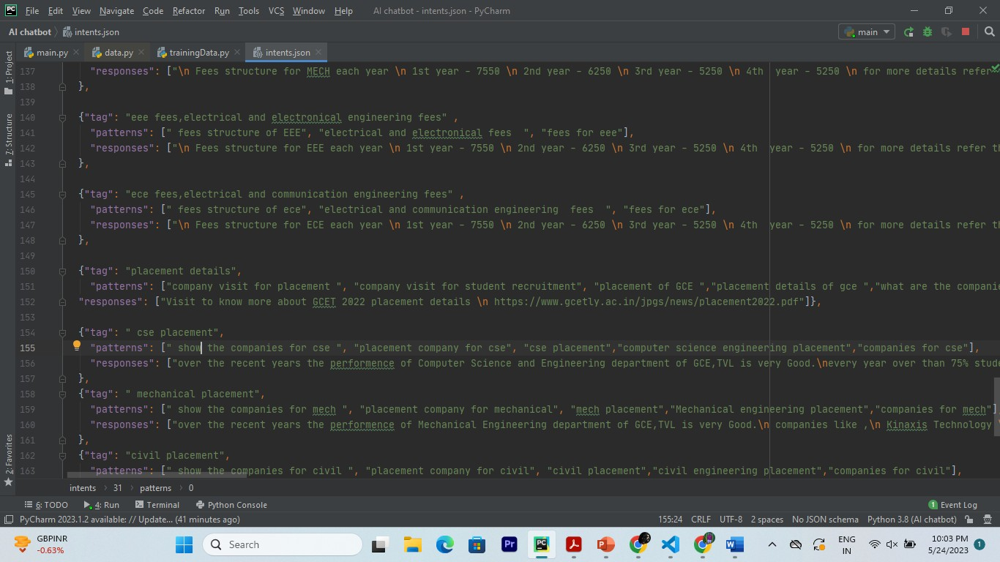 File Edit View Navigate Code Refactor Run Tools VCS Window Help AI chatbot - intents.json - PyCharm
AI chatbot intents.json main
main.py data.py trainingData.py intents.json
1: Project
7: Structure
2: Favorites
137 "responses": ["\n Fees structure for MECH each year \n 1st year - 7550 \n 2nd year - 6250 \n 3rd year - 5250 \n 4th  year - 5250 \n for more details refer
138 },
139
140 {"tag": "eee fees,electrical and electronical engineering fees" ,
141 "patterns": [" fees structure of EEE", "electrical and electronical fees  ", "fees for eee"],
142 "responses": ["\n Fees structure for EEE each year \n 1st year - 7550 \n 2nd year - 6250 \n 3rd year - 5250 \n 4th  year - 5250 \n for more details refer th
143 },
144
145 {"tag": "ece fees,electrical and communication engineering fees" ,
146 "patterns": [" fees structure of ece", "electrical and communication engineering  fees  ", "fees for ece"],
147 "responses": ["\n Fees structure for ECE each year \n 1st year - 7550 \n 2nd year - 6250 \n 3rd year - 5250 \n 4th  year - 5250 \n for more details refer th
148 },
149
150 {"tag": "placement details",
151 "patterns": ["company visit for placement ", "company visit for student recruitment", "placement of GCE ","placement details of gce ","what are the companie
152 "responses": ["Visit to know more about GCET 2022 placement details \n https://www.gcetly.ac.in/jpgs/news/placement2022.pdf"]},
153
154 {"tag": " cse placement",
155 "patterns": [" show the companies for cse ", "placement company for cse", "cse placement","computer science engineering placement","companies for cse"],
156 "responses": ["over the recent years the performence of Computer Science and Engineering department of GCE,TVL is very Good.\nevery year over than 75% stude
157 },
158 {"tag": " mechanical placement",
159 "patterns": [" show the companies for mech ", "placement company for mechanical", "mech placement","Mechanical engineering placement","companies for mech"]
160 "responses": ["over the recent years the performence of Mechanical Engineering department of GCE,TVL is very Good.\n companies like ,\n Kinaxis Technology
161 },
162 {"tag": "civil placement",
163 "patterns": [" show the companies for civil ", "placement company for civil", "civil placement","civil engineering placement","companies for civil"],
intents 31 patterns 0
6: TODO 4: Run Terminal Python Console 1 Event Log
PyCharm 2023.1.2 available: // Update... (41 minutes ago) 155:24 CRLF UTF-8 2 spaces No JSON schema Python 3.8 (AI chatbot)
GBPINR
-0.63%
Search
ENG
IN
10:03 PM
5/24/2023
1